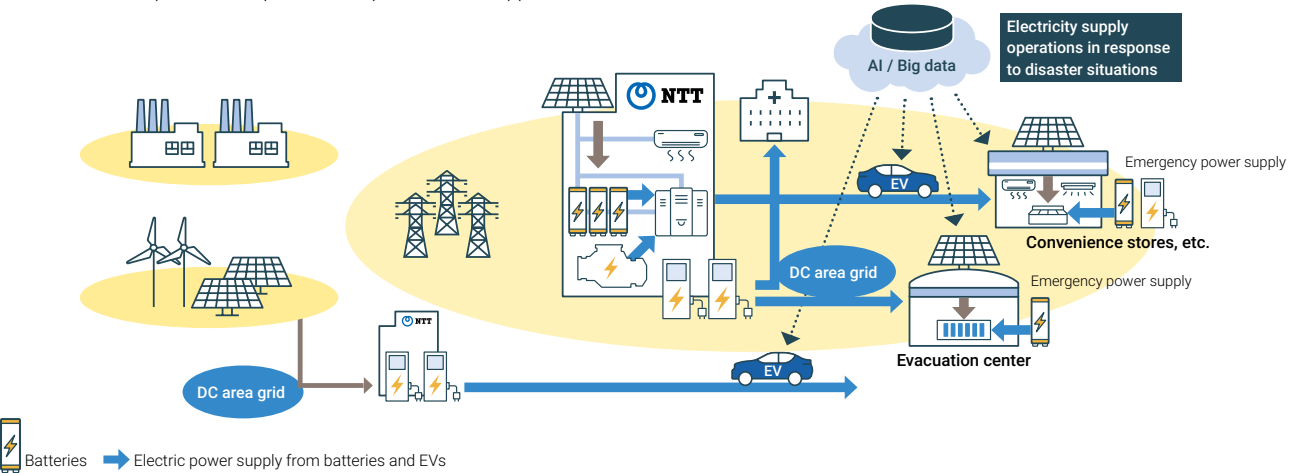 Electricity supply
operations in response
to disaster situations
AI / Big data
NTT
EV
Emergency power supply
Convenience stores, etc.
DC area grid
Emergency power supply
Evacuation center
NTT
EV
DC area grid
Batteries
Electric power supply from batteries and EVs